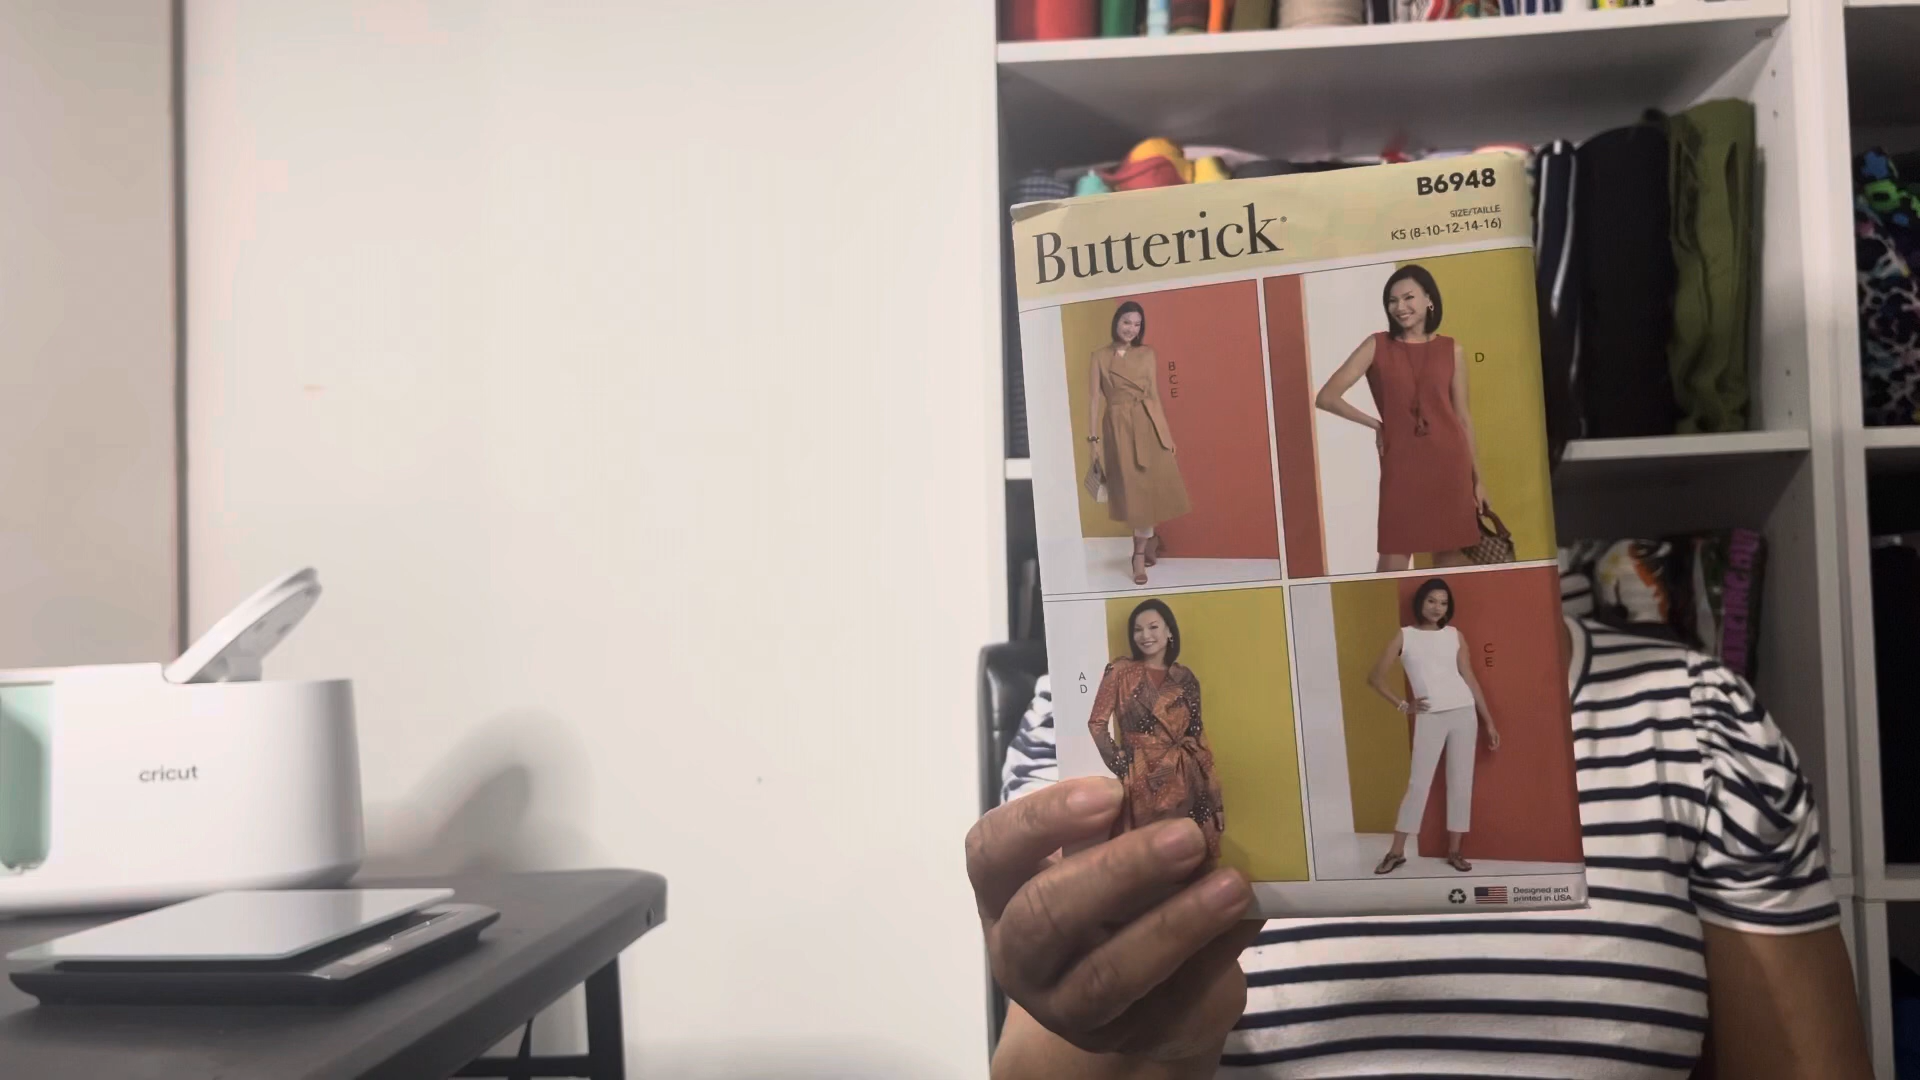 cricut
B6948
SIZE/TAILLE
K5 (8-10-12-14-16)
Butterick®
B
C
E
D
A
D
C
E
Designed and
printed in USA